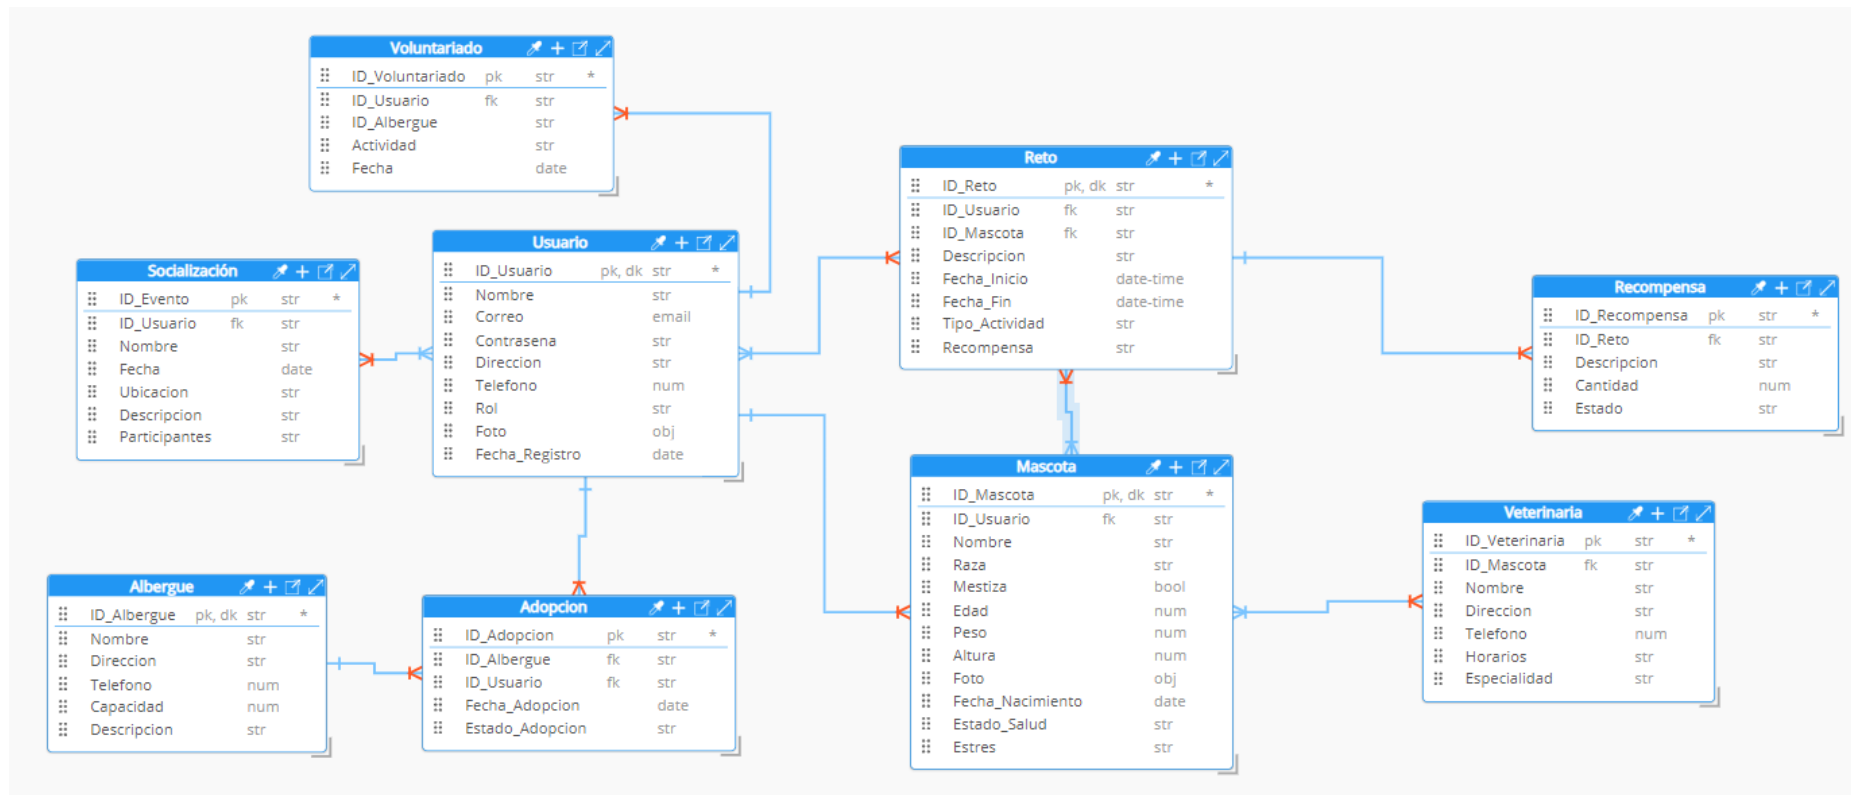 Voluntariado
ID_Voluntariado pk str *
ID_Usuario fk str
ID_Albergue str
Actividad str
Fecha date
Usuario
ID_Usuario pk, dk str *
Nombre str
Correo email
Contrasena str
Direccion str
Telefono num
Rol str
Foto obj
Fecha_Registro date
Socialización
ID_Evento pk str *
ID_Usuario fk str
Nombre str
Fecha date
Ubicacion str
Descripcion str
Participantes str
Albergue
ID_Albergue pk, dk str *
Nombre str
Direccion str
Telefono num
Capacidad num
Descripcion str
Adopcion
ID_Adopcion pk str *
ID_Albergue fk str
ID_Usuario fk str
Fecha_Adopcion date
Estado_Adopcion str
Reto
ID_Reto pk, dk str *
ID_Usuario fk str
ID_Mascota fk str
Descripcion str
Fecha_Inicio date-time
Fecha_Fin date-time
Tipo_Actividad str
Recompensa str
Mascota
ID_Mascota pk, dk str *
ID_Usuario fk str
Nombre str
Raza str
Mestiza bool
Edad num
Peso num
Altura num
Foto obj
Fecha_Nacimiento date
Estado_Salud str
Estres str
Recompensa
ID_Recompensa pk str *
ID_Reto fk str
Descripcion str
Cantidad num
Estado str
Veterinaria
ID_Veterinaria pk str *
ID_Mascota fk str
Nombre str
Direccion str
Telefono num
Horarios str
Especialidad str